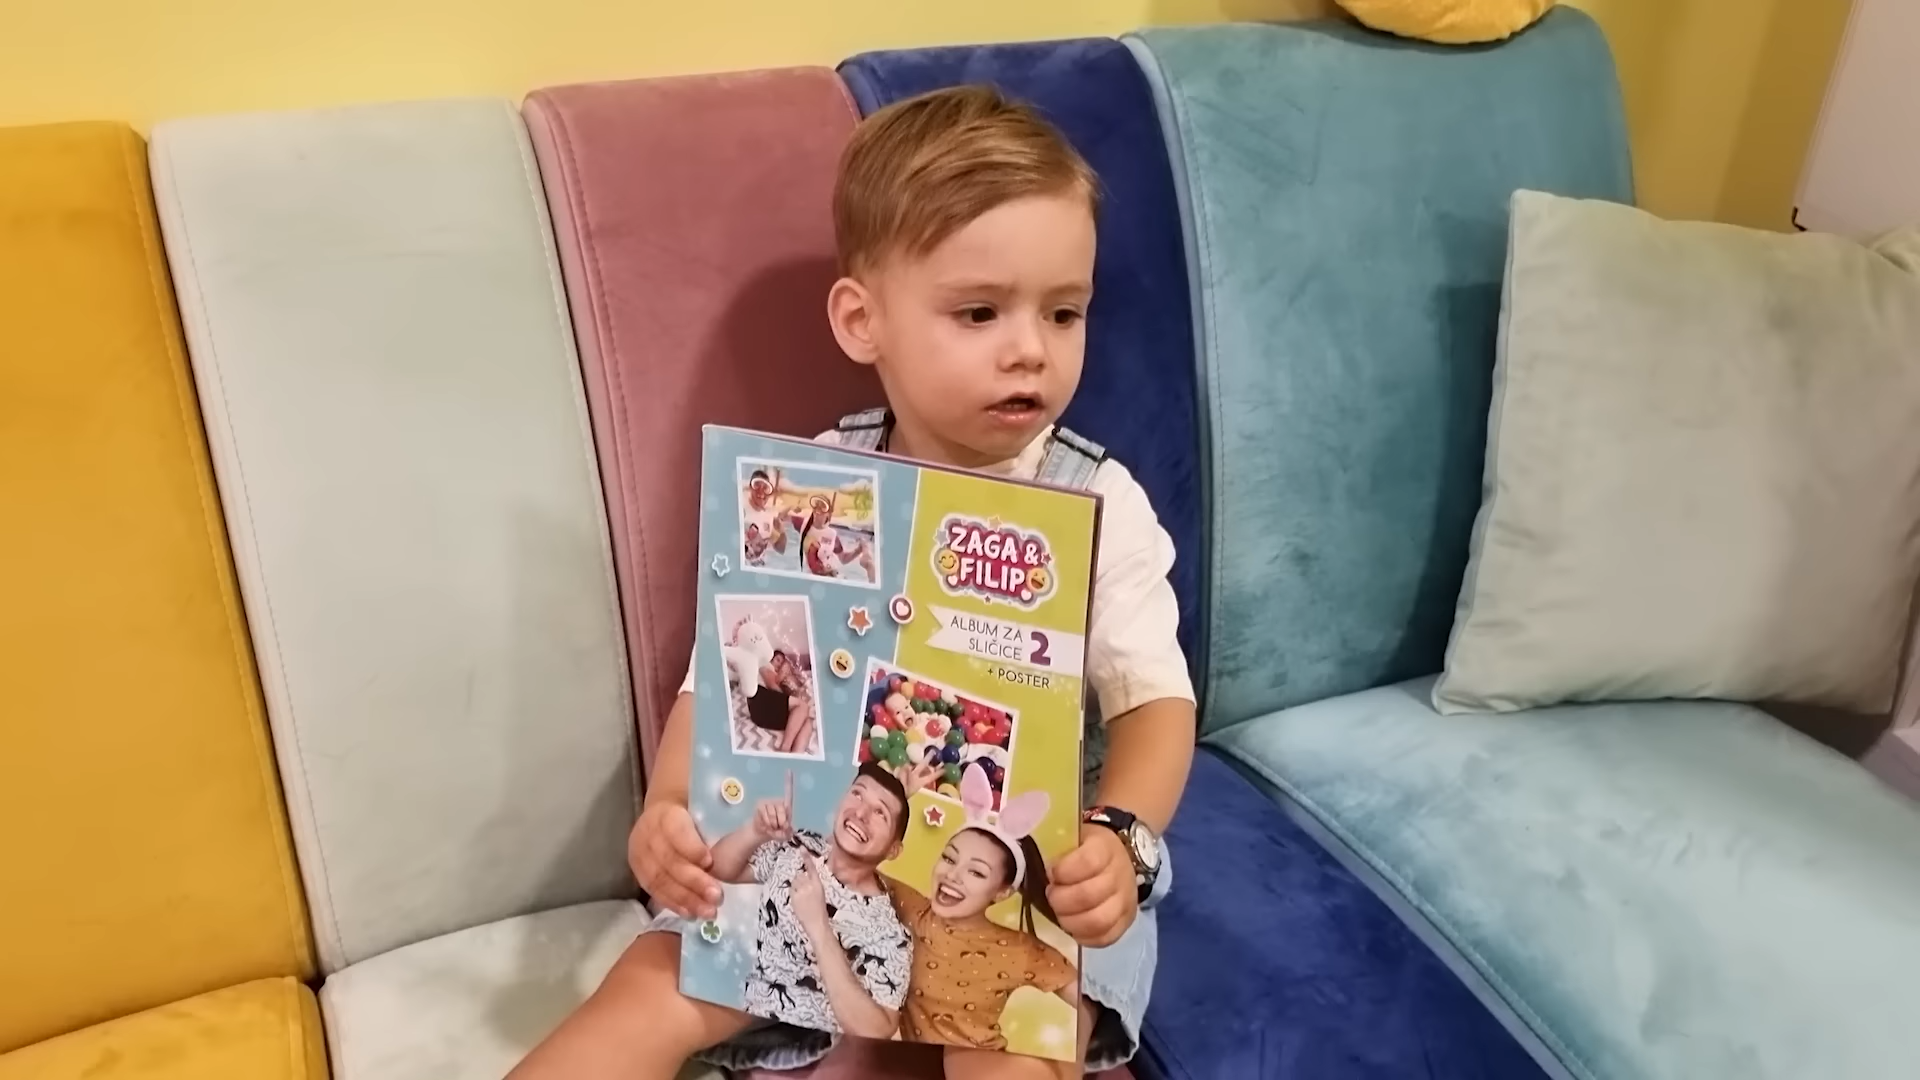 ZAGA &
FILIP
ALBUM ZA
SLIČICE 2
+ POSTER